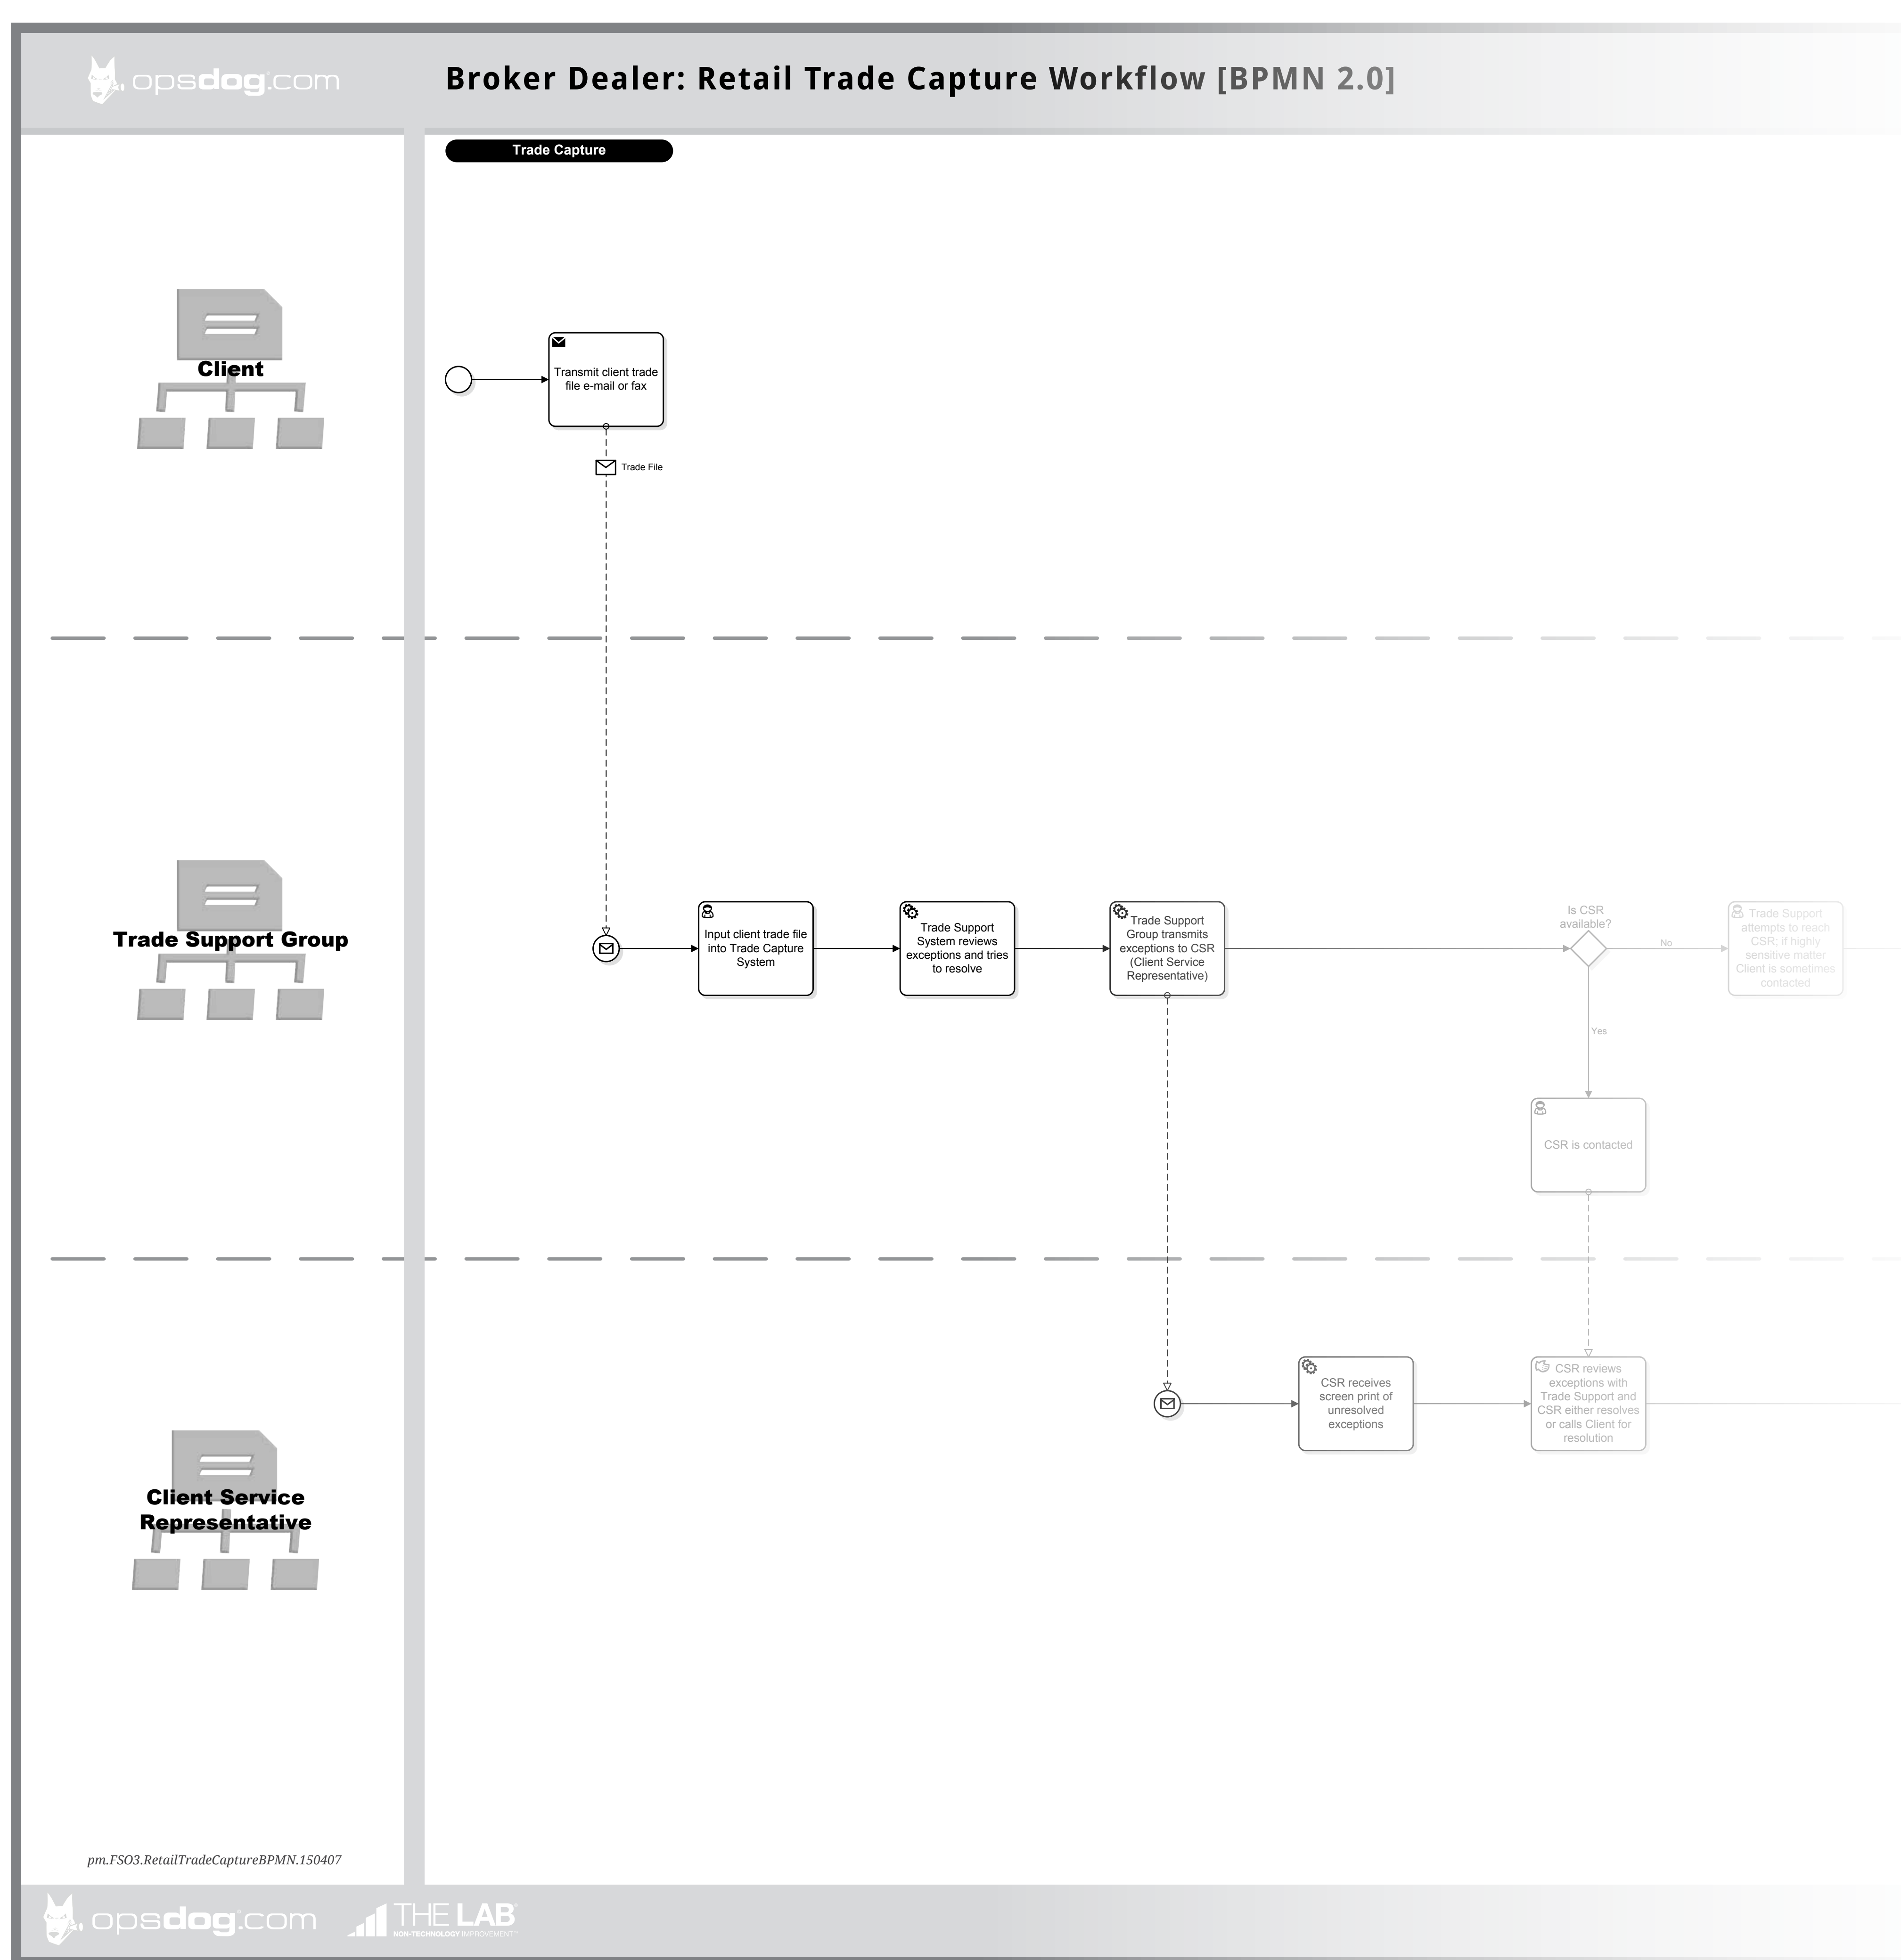 opsdog.com
Broker Dealer: Retail Trade Capture Workflow [BPMN 2.0]
Trade Capture
Client
Transmit client trade
file e-mail or fax
Trade File
Trade Support Group
Input client trade file
into Trade Capture
System
Trade Support
System reviews
exceptions and tries
to resolve
Trade Support
Group transmits
exceptions to CSR
(Client Service
Representative)
Is CSR
available?
No
Trade Support
attempts to reach
CSR; if highly
sensitive matter
Client is sometimes
contacted
Yes
CSR is contacted
Client Service
Representative
CSR receives
screen print of
unresolved
exceptions
CSR reviews
exceptions with
Trade Support and
CSR either resolves
or calls Client for
resolution
pm.FSO3.RetailTradeCaptureBPMN.150407
opsdog.com
THE LAB
NON-TECHNOLOGY IMPROVEMENT